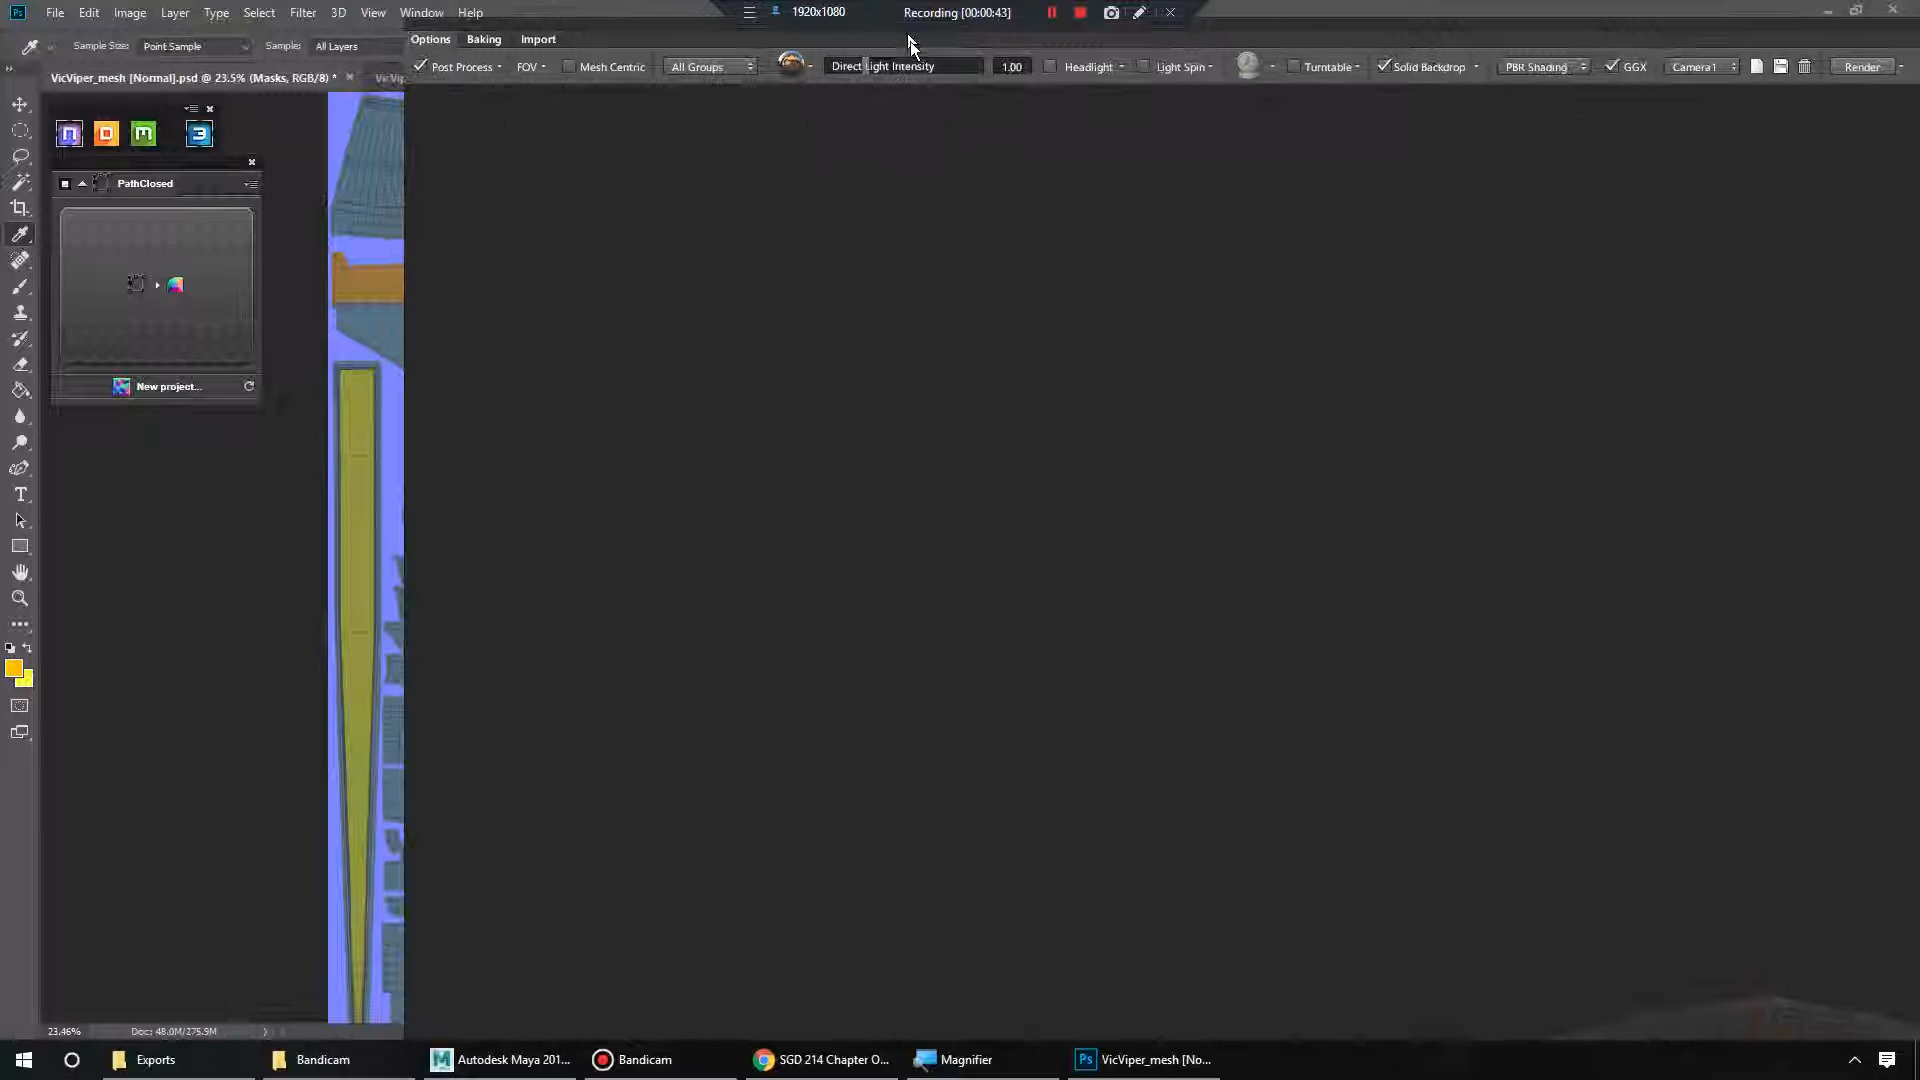 Ps File Edit Image Layer Type Select Filter 3D View Window Help 1920x1080 Recording [00:00:43]
Options Baking Import
Sample Size: Point Sample Sample: All Layers Post Process FOV Mesh Centric All Groups Direct Light Intensity 1.00 Headlight Light Spin Turntable Solid Backdrop PBR Shading GGX Camera1 Render
VicViper_mesh [Normal].psd @ 23.5% (Masks, RGB/8) *
n D m 3
PathClosed
New project...
T
23.46% Doc: 48.0M/275.9M
Exports Bandicam M Autodesk Maya 201... Bandicam SGD 214 Chapter O... Magnifier Ps VicViper_mesh [No...